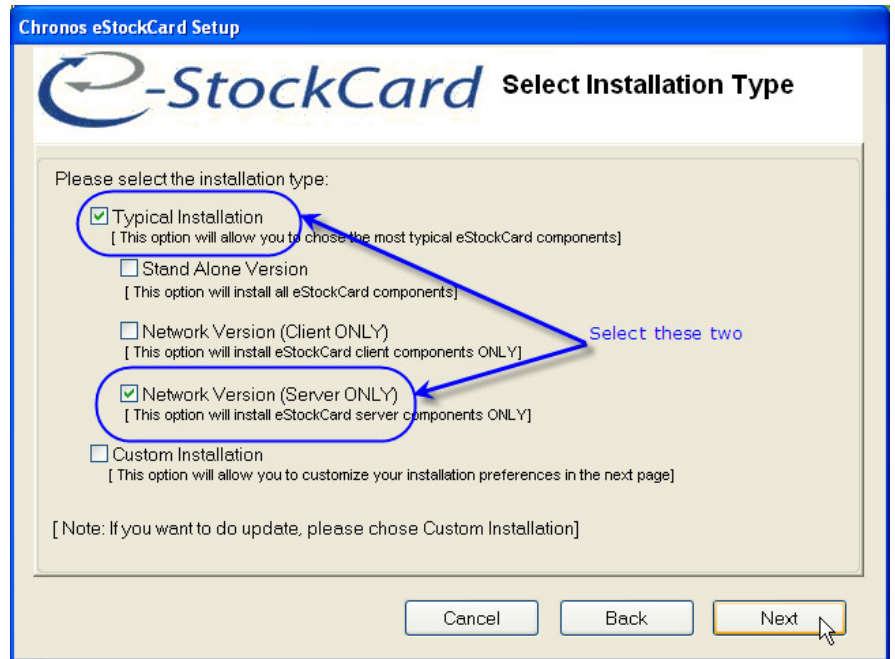 Chronos eStockCard Setup
e-StockCard Select Installation Type
Please select the installation type:
Typical Installation
[ This option will allow you to chose the most typical eStockCard components]
Stand Alone Version
[ This option will install all eStockCard components]
Network Version (Client ONLY)
[ This option will install eStockCard client components ONLY]
Select these two
Network Version (Server ONLY)
[ This option will install eStockCard server components ONLY]
Custom Installation
[ This option will allow you to customize your installation preferences in the next page]
[ Note: If you want to do update, please chose Custom Installation]
Cancel Back Next